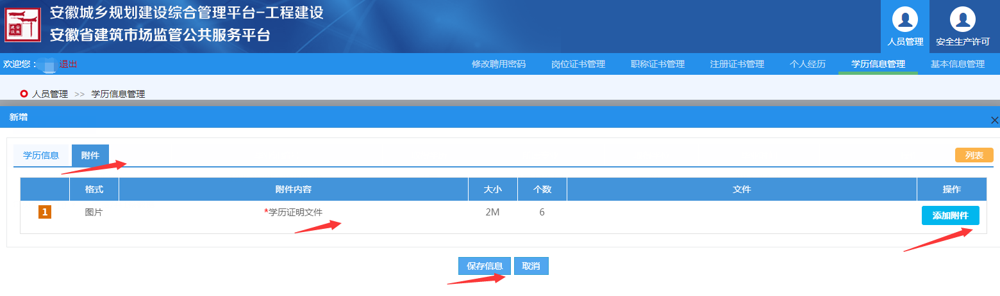 安徽城乡规划建设综合管理平台-工程建设
安徽省建筑市场监管公共服务平台
人员管理
安全生产许可
欢迎您：
退出
修改聘用密码 岗位证书管理 职称证书管理 注册证书管理 个人经历 学历信息管理 基本信息管理
人员管理 >> 学历信息管理
新增
学历信息 附件
列表
格式 附件内容 大小 个数 文件 操作
1 图片 *学历证明文件 2M 6 添加附件
保存信息 取消